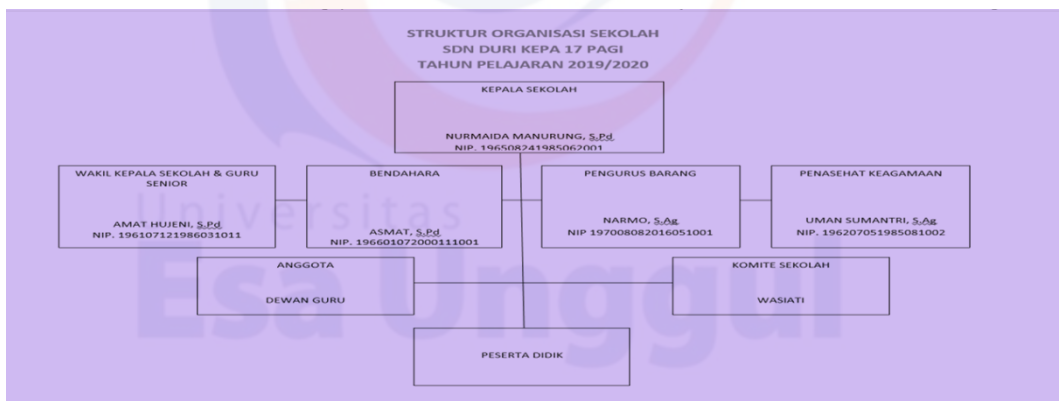 STRUKTUR ORGANISASI SEKOLAH
SDN DURI KEPA 17 PAGI
TAHUN PELAJARAN 2019/2020
KEPALA SEKOLAH
NURMAIDA MANURUNG, S.Pd
NIP. 196508241985062001
WAKIL KEPALA SEKOLAH & GURU
SENIOR
AMAT HUJENI, S.Pd
NIP. 196107121986031011
BENDAHARA
ASMAT, S.Pd
NIP. 196601072000111001
PENGURUS BARANG
NARMO, S.Ag
NIP 197008082016051001
PENASEHAT KEAGAMAAN
UMAN SUMANTRI, S.Ag
NIP. 196207051985081002
ANGGOTA
DEWAN GURU
KOMITE SEKOLAH
WASIATI
PESERTA DIDIK
Universitas
Esa Unggul